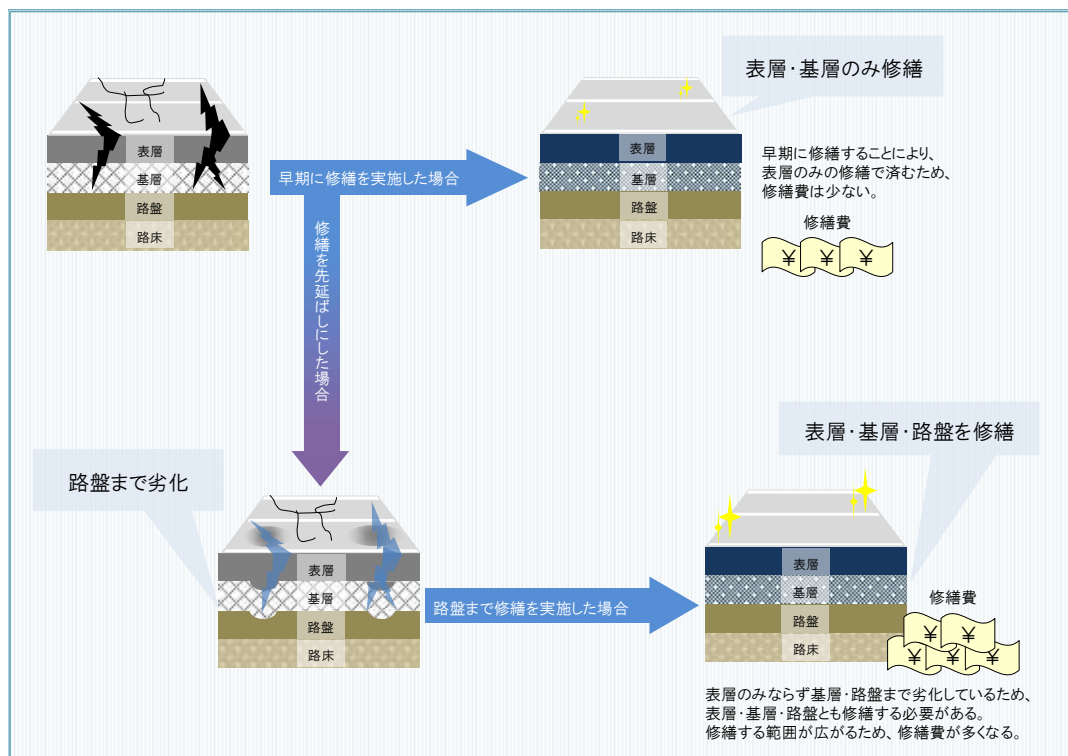 表層
基層
路盤
路床
早期に修繕を実施した場合
表層・基層のみ修繕
表層
基層
路盤
路床
早期に修繕することにより、
表層のみの修繕で済むため、
修繕費は少ない。
修繕費
¥ ¥ ¥
修繕を先延ばしにした場合
路盤まで劣化
表層
基層
路盤
路床
路盤まで修繕を実施した場合
表層・基層・路盤を修繕
表層
基層
路盤
路床
修繕費
¥ ¥
¥ ¥ ¥
表層のみならず基層・路盤まで劣化しているため、
表層・基層・路盤とも修繕する必要がある。
修繕する範囲が広がるため、修繕費が多くなる。